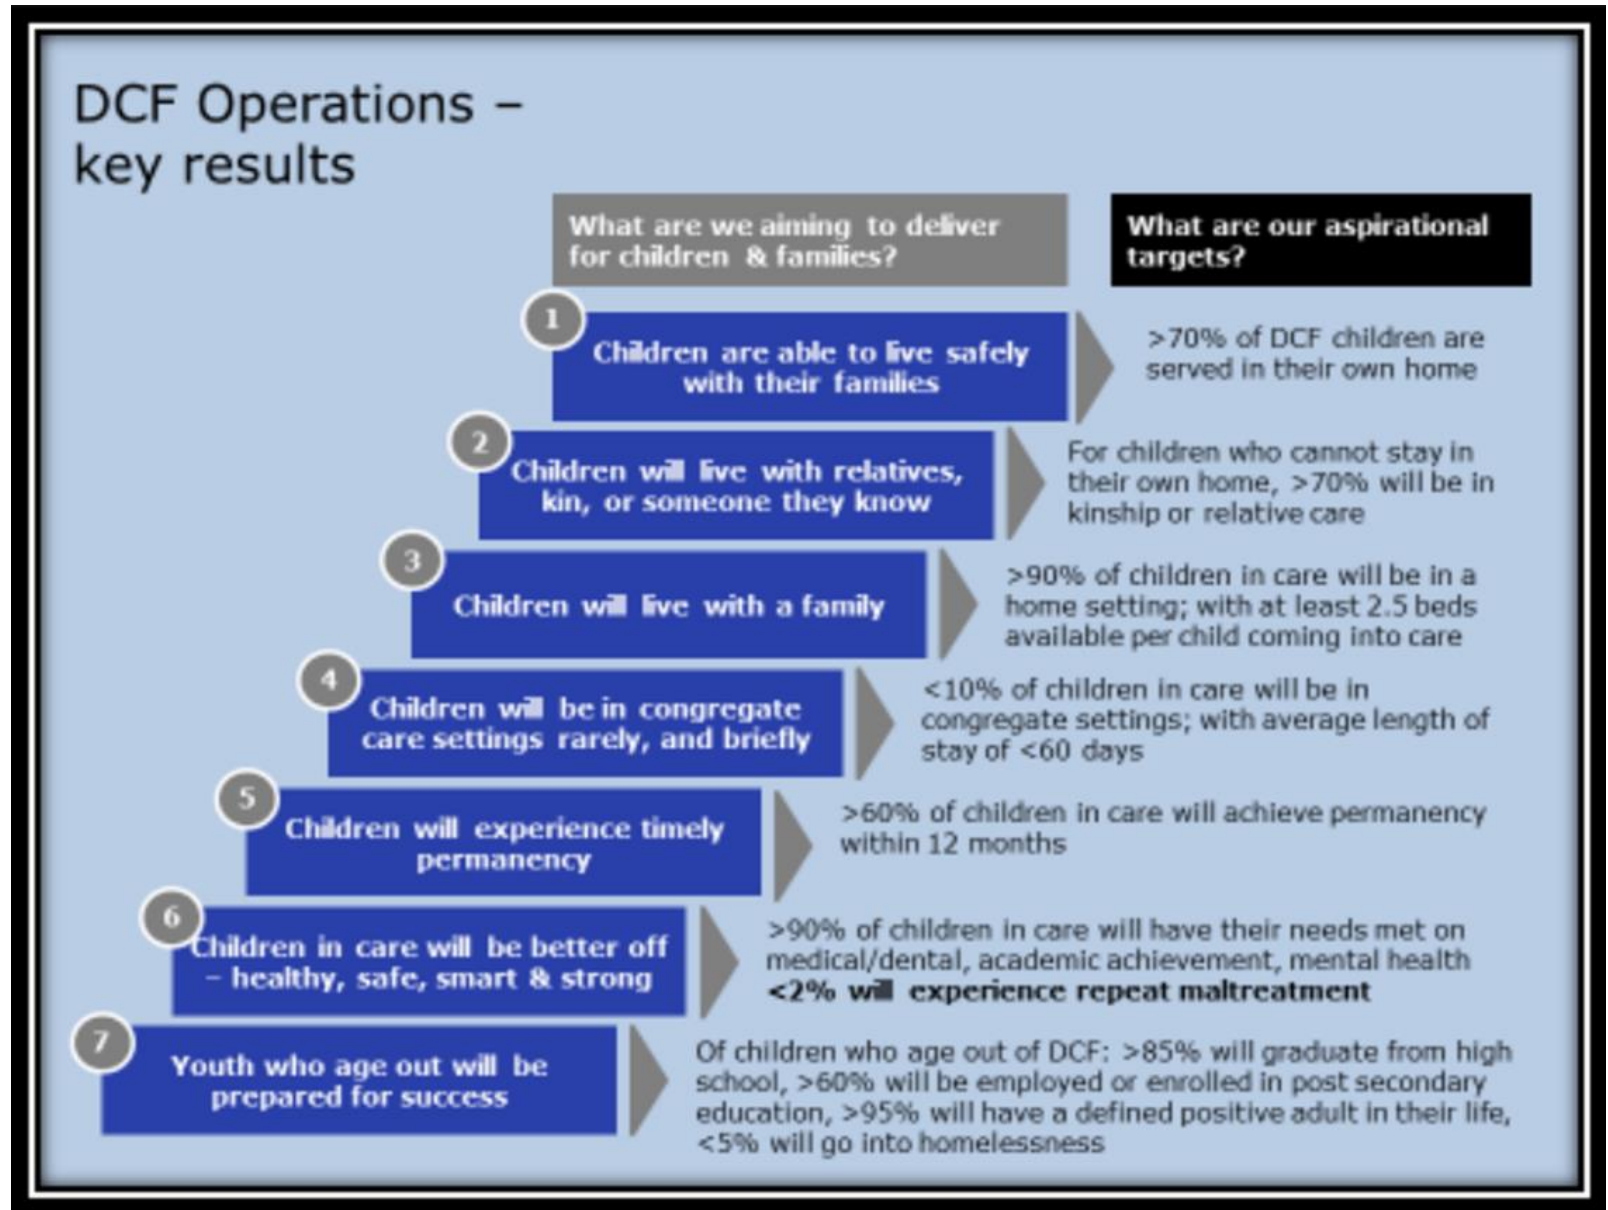 DCF Operations –
key results
What are we aiming to deliver
for children & families?
What are our aspirational
targets?
1
Children are able to live safely
with their families
>70% of DCF children are
served in their own home
2
Children will live with relatives,
kin, or someone they know
For children who cannot stay in
their own home, >70% will be in
kinship or relative care
3
Children will live with a family
>90% of children in care will be in a
home setting; with at least 2.5 beds
available per child coming into care
4
Children will be in congregate
care settings rarely, and briefly
<10% of children in care will be in
congregate settings; with average length of
stay of <60 days
5
Children will experience timely
permanency
>60% of children in care will achieve permanency
within 12 months
6
Children in care will be better off
– healthy, safe, smart & strong
>90% of children in care will have their needs met on
medical/dental, academic achievement, mental health
<2% will experience repeat maltreatment
7
Youth who age out will be
prepared for success
Of children who age out of DCF: >85% will graduate from high
school, >60% will be employed or enrolled in post secondary
education, >95% will have a defined positive adult in their life,
<5% will go into homelessness